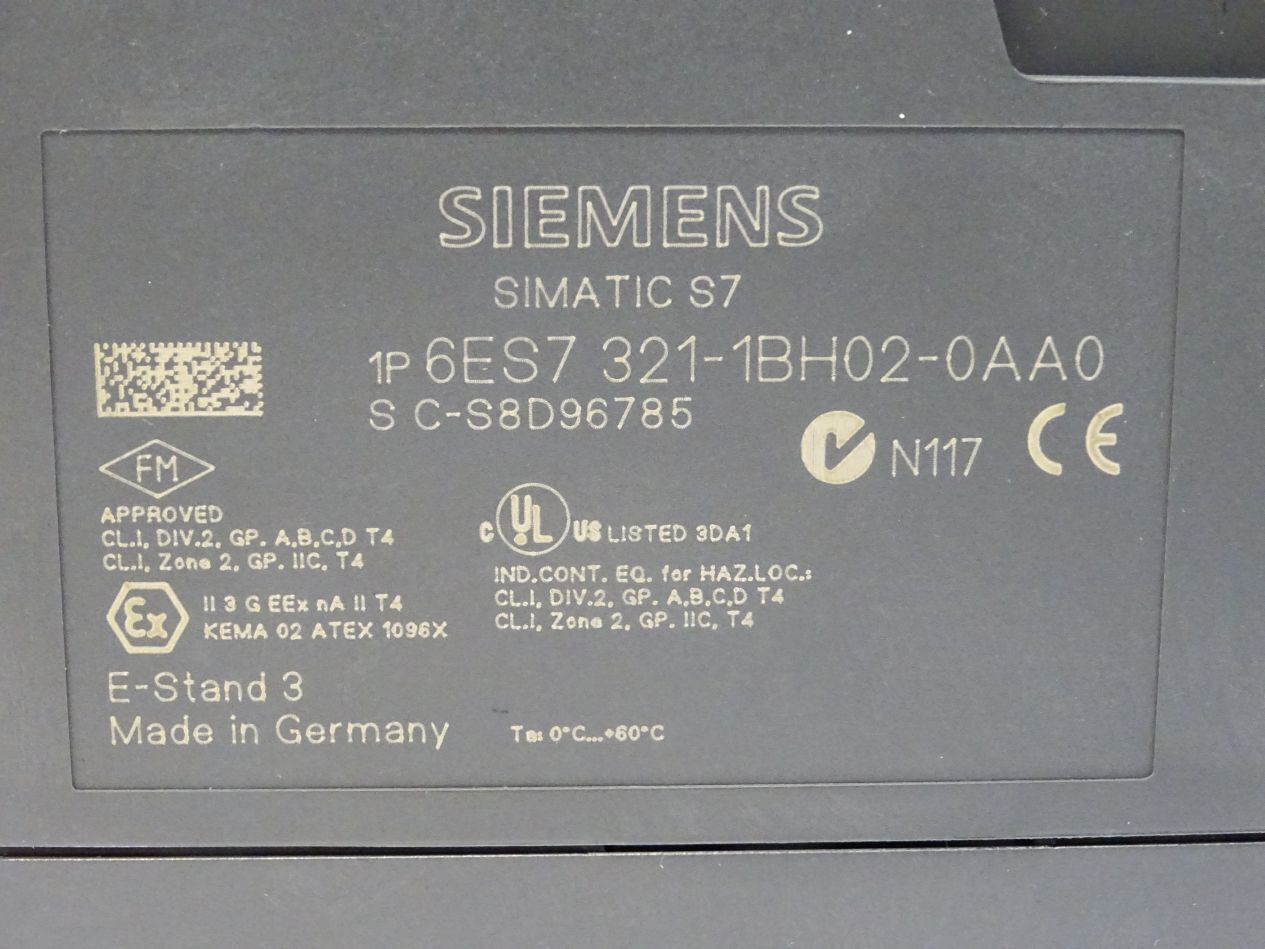 SIEMENS
SIMATIC S7
1P 6ES7 321-1BH02-0AA0
S C-S8D96785
N117 CE
FM
APPROVED
CL.I, DIV.2, GP. A,B,C,D T4
CL.I, Zone 2, GP. IIC, T4
C UL US LISTED 3DA1
IND.CONT. EQ. for HAZ.LOC.:
CL.I, DIV.2, GP. A,B,C,D T4
CL.I, Zone 2, GP. IIC, T4
Ex
II 3 G EEx nA II T4
KEMA 02 ATEX 1096X
E-Stand 3
Made in Germany
Ta: 0°C...+60°C